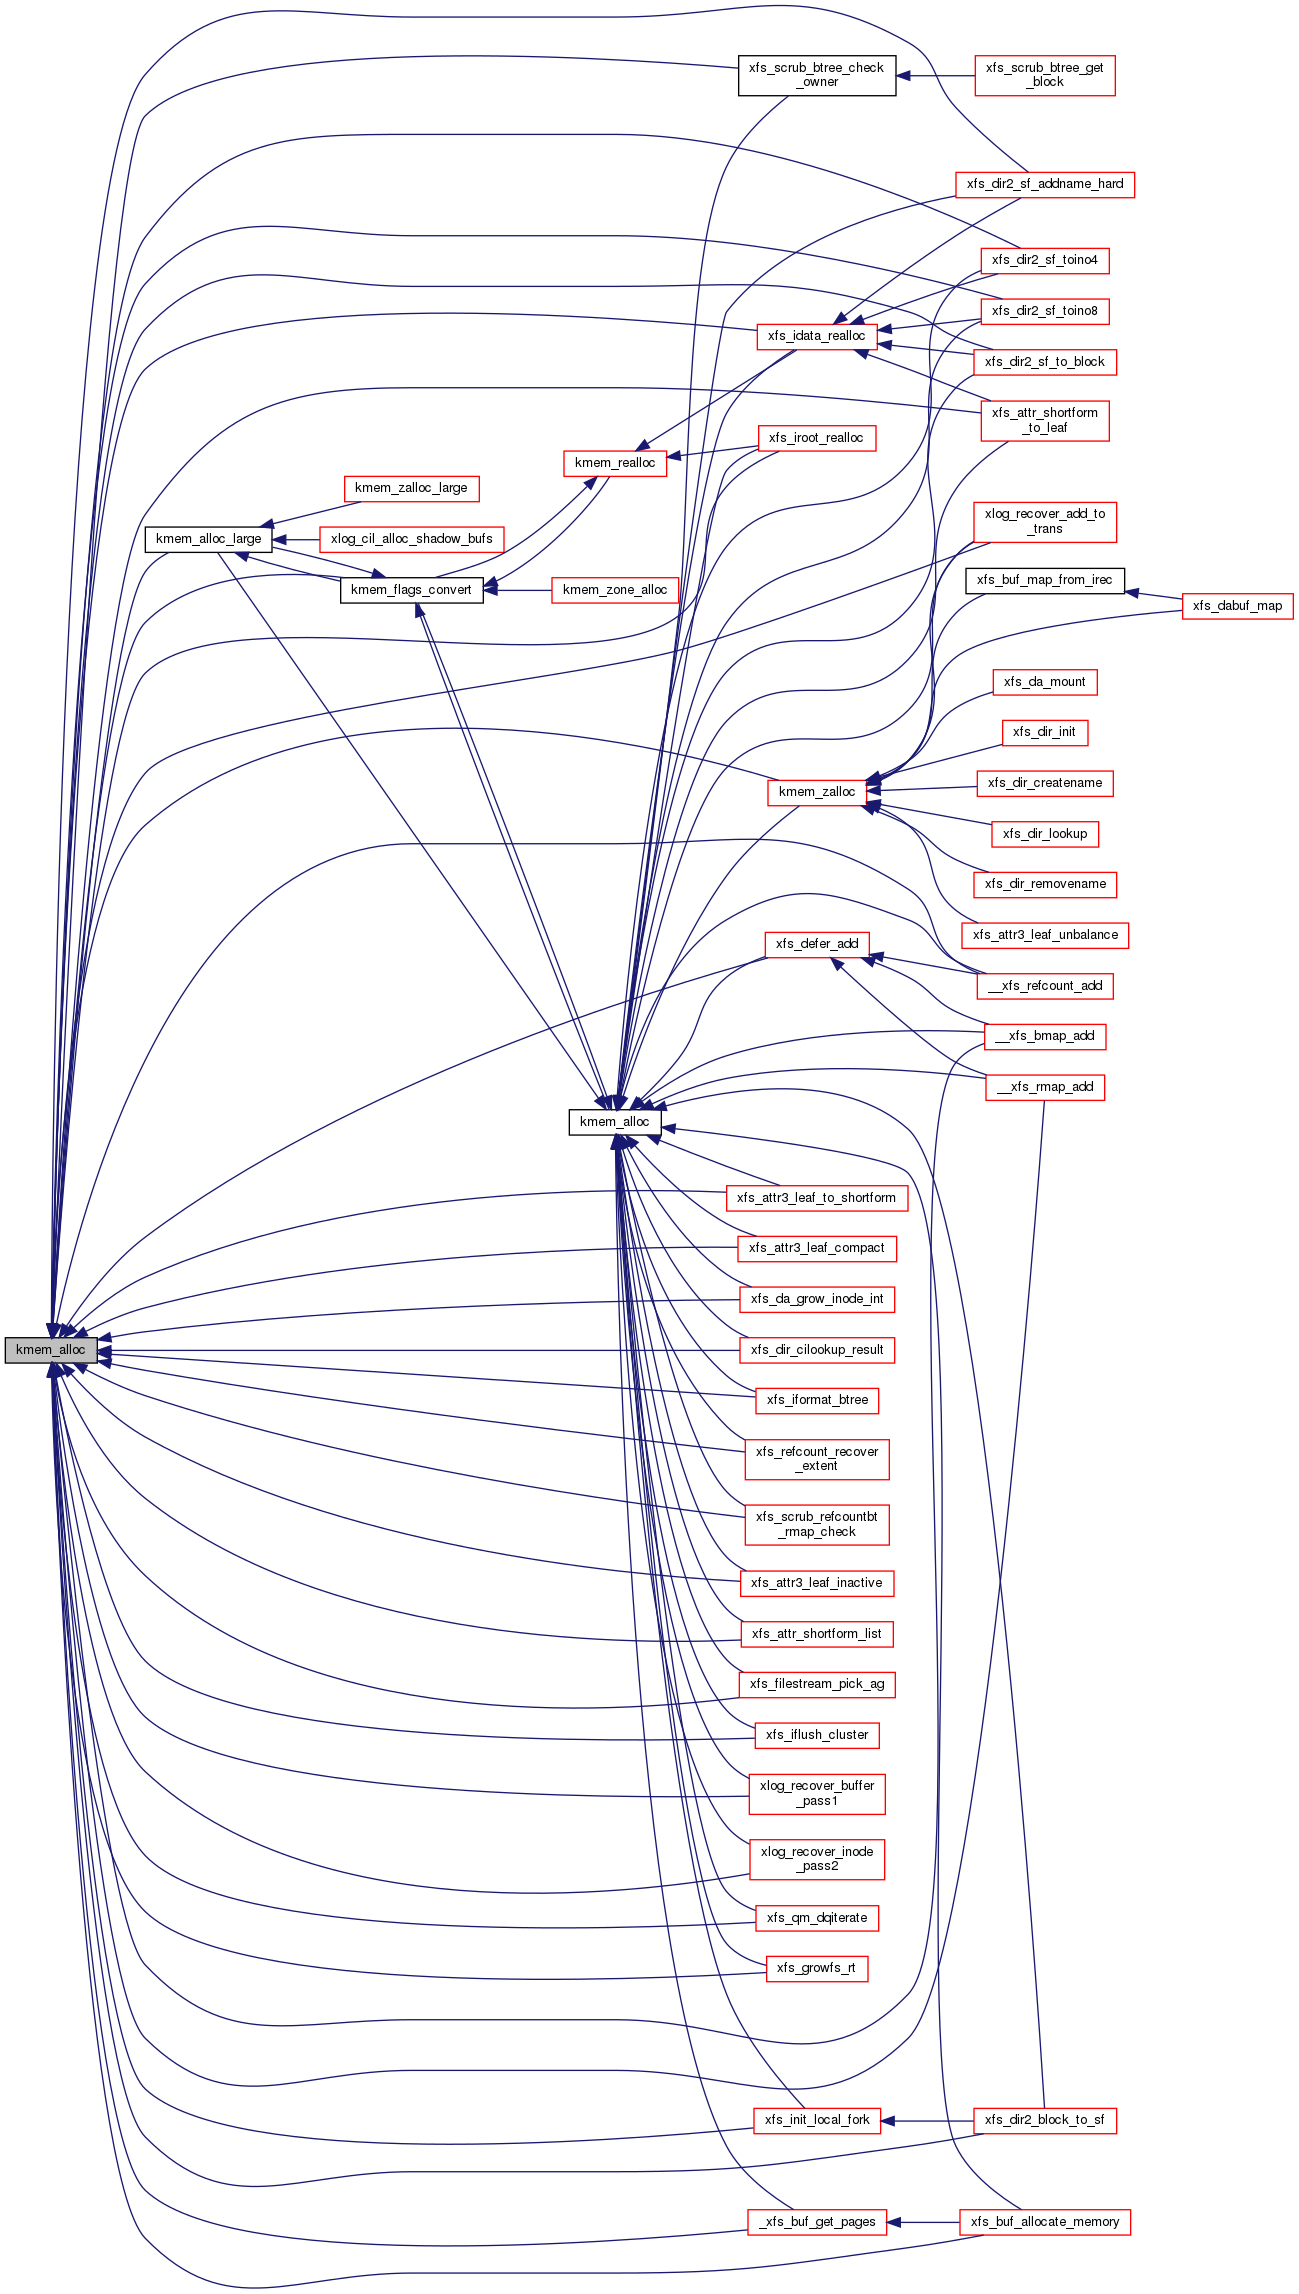 xfs_scrub_btree_check
_owner
xfs_scrub_btree_get
_block
xfs_dir2_sf_addname_hard
xfs_dir2_sf_toino4
xfs_dir2_sf_toino8
xfs_idata_realloc
xfs_dir2_sf_to_block
xfs_attr_shortform
_to_leaf
xfs_iroot_realloc
kmem_realloc
kmem_zalloc_large
xlog_recover_add_to
_trans
kmem_alloc_large
xlog_cil_alloc_shadow_bufs
xfs_buf_map_from_irec
kmem_flags_convert
kmem_zone_alloc
xfs_dabuf_map
xfs_da_mount
xfs_dir_init
xfs_dir_createname
kmem_zalloc
xfs_dir_lookup
xfs_dir_removename
xfs_attr3_leaf_unbalance
xfs_defer_add
__xfs_refcount_add
__xfs_bmap_add
__xfs_rmap_add
kmem_alloc
xfs_attr3_leaf_to_shortform
xfs_attr3_leaf_compact
xfs_da_grow_inode_int
kmem_alloc
xfs_dir_cilookup_result
xfs_iformat_btree
xfs_refcount_recover
_extent
xfs_scrub_refcountbt
_rmap_check
xfs_attr3_leaf_inactive
xfs_attr_shortform_list
xfs_filestream_pick_ag
xfs_iflush_cluster
xlog_recover_buffer
_pass1
xlog_recover_inode
_pass2
xfs_qm_dqiterate
xfs_growfs_rt
xfs_init_local_fork
xfs_dir2_block_to_sf
_xfs_buf_get_pages
xfs_buf_allocate_memory